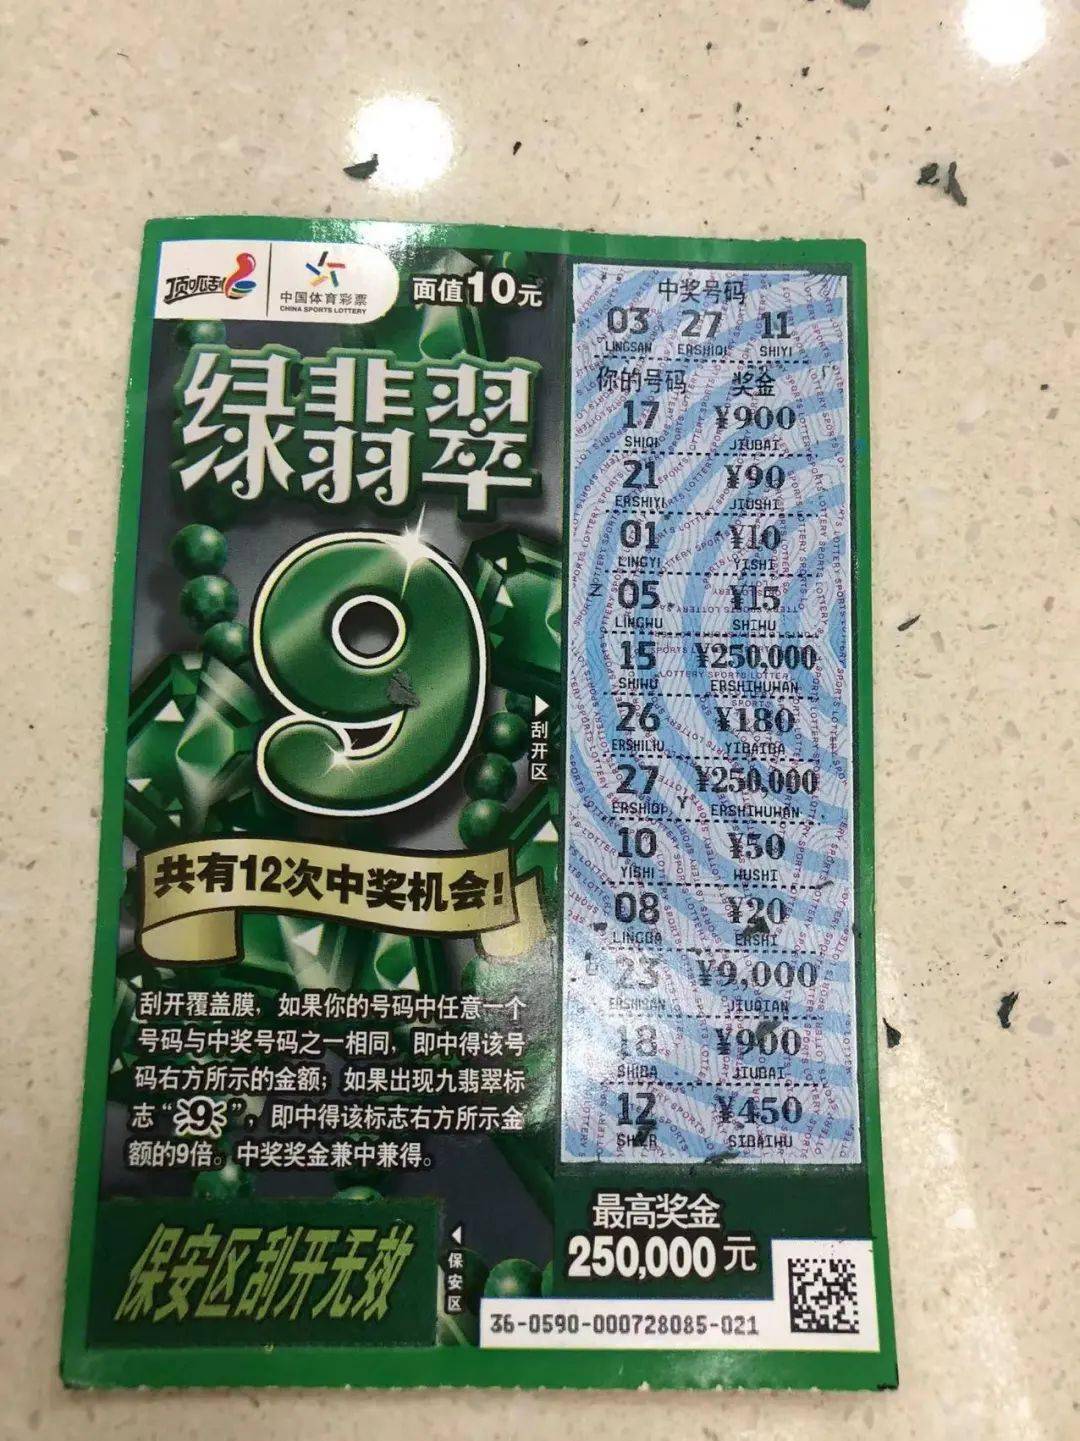 顶呱刮
中国体育彩票
CHINA SPORTS LOTTERY
面值10元
绿翡翠
9
共有12次中奖机会!
刮开覆盖膜，如果你的号码中任意一个
号码与中奖号码之一相同，即中得该号
码右方所示的金额；如果出现九翡翠标
志“9”，即中得该标志右方所示金
额的9倍。中奖奖金兼中兼得。
保安区刮开无效
保安区
刮开区
中奖号码
03 27 11
LINGSAN ERSHIQI SHIYI
你的号码 奖金
17 ¥900
SHIQI JIUBAI
21 ¥90
ERSHIYI JIUSHI
01 ¥10
LINGYI YISHI
N 05 ¥15
LINGWU SHIWU
15 ¥250,000
SHIWU ERSHIWUWAN
26 ¥180
ERSHILIU YIBAIBA
27 ¥250,000
ERSHIQI Y ERSHIWUWAN
10 ¥50
YISHI WUSHI
08 ¥20
LINGBA ERSHI
23 ¥9,000
ERSHISAN JIUQIAN
18 ¥900
SHIBA JIUBAI
12 ¥450
SHIER SIBAIWU
最高奖金
250,000元
36-0590-000728085-021